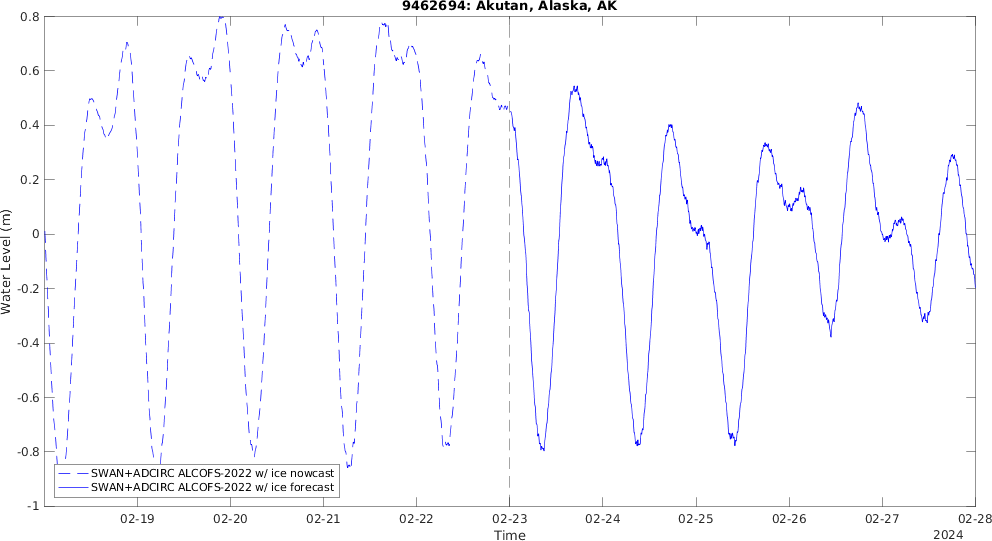 9462694: Akutan, Alaska, AK
Water Level (m)
0.8
0.6
0.4
0.2
0
-0.2
-0.4
-0.6
-0.8
-1
SWAN+ADCIRC ALCOFS-2022 w/ ice nowcast
SWAN+ADCIRC ALCOFS-2022 w/ ice forecast
02-19 02-20 02-21 02-22 02-23 02-24 02-25 02-26 02-27 02-28
Time
2024